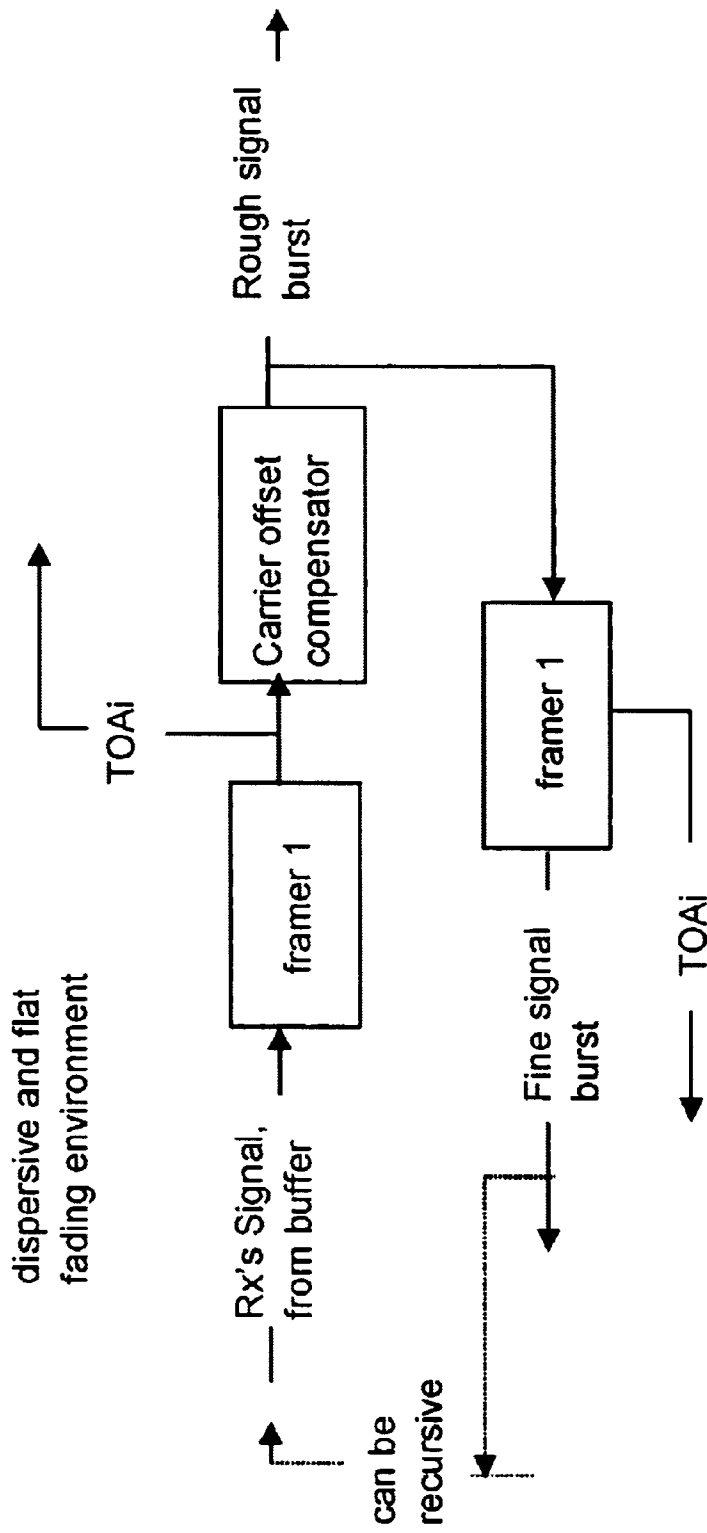 dispersive and flat
fading environment
TOAi
Rx's Signal,
from buffer
framer 1
Carrier offset
compensator
Rough signal
burst
can be
recursive
Fine signal
burst
framer 1
TOAi